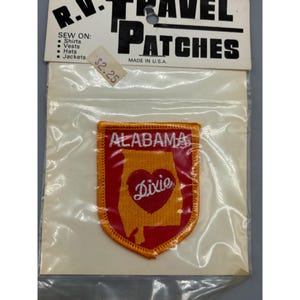 R.V. TRAVEL
PATCHES
SEW ON:
• Shirts
• Vests
• Hats
• Jackets
MADE IN U.S.A
$2.25
ALABAMA
Dixie